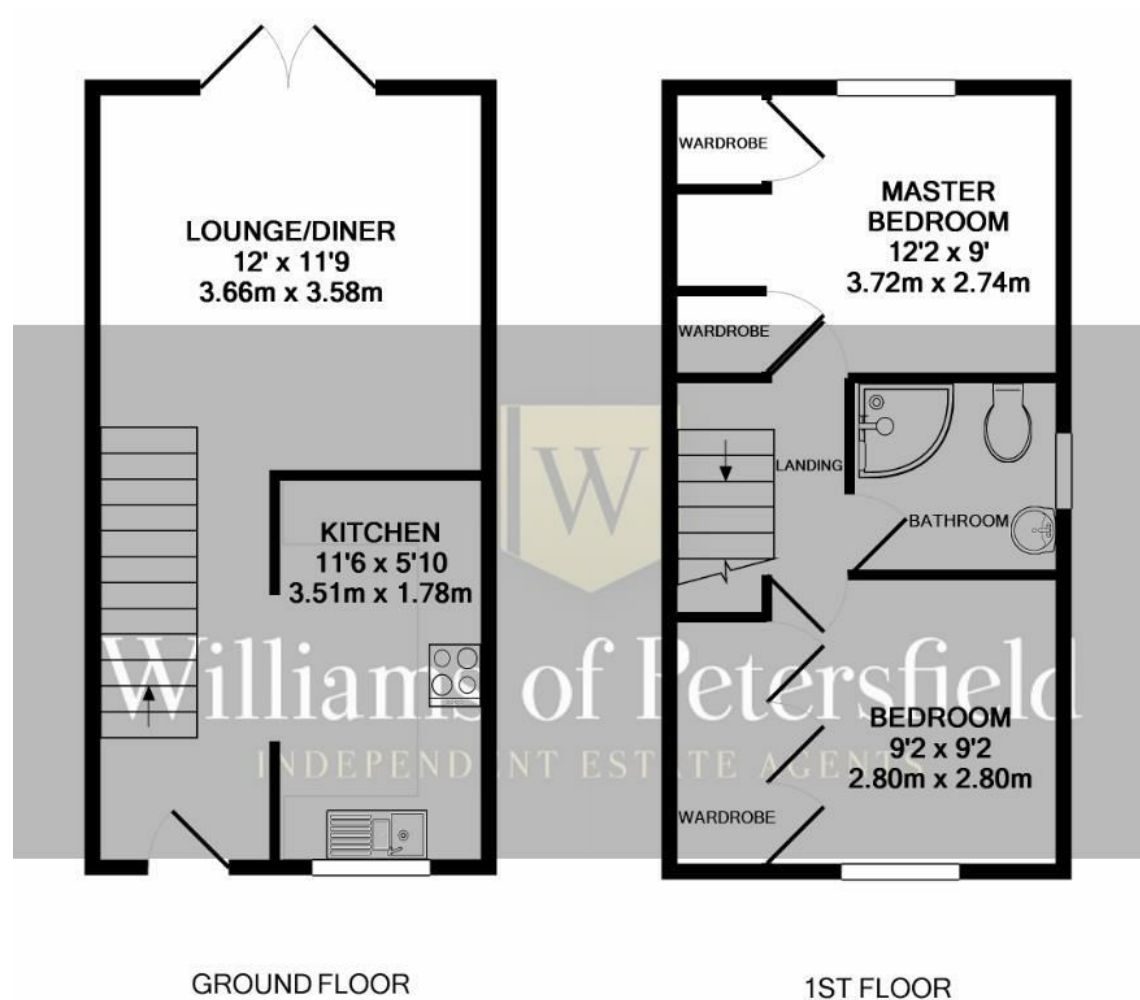 LOUNGE/DINER
12' x 11'9
3.66m x 3.58m
KITCHEN
11'6 x 5'10
3.51m x 1.78m
GROUND FLOOR
WARDROBE
MASTER
BEDROOM
12'2 x 9'
3.72m x 2.74m
WARDROBE
LANDING
BATHROOM
BEDROOM
9'2 x 9'2
2.80m x 2.80m
WARDROBE
1ST FLOOR
W
Williams of Petersfield
INDEPENDENT ESTATE AGENTS